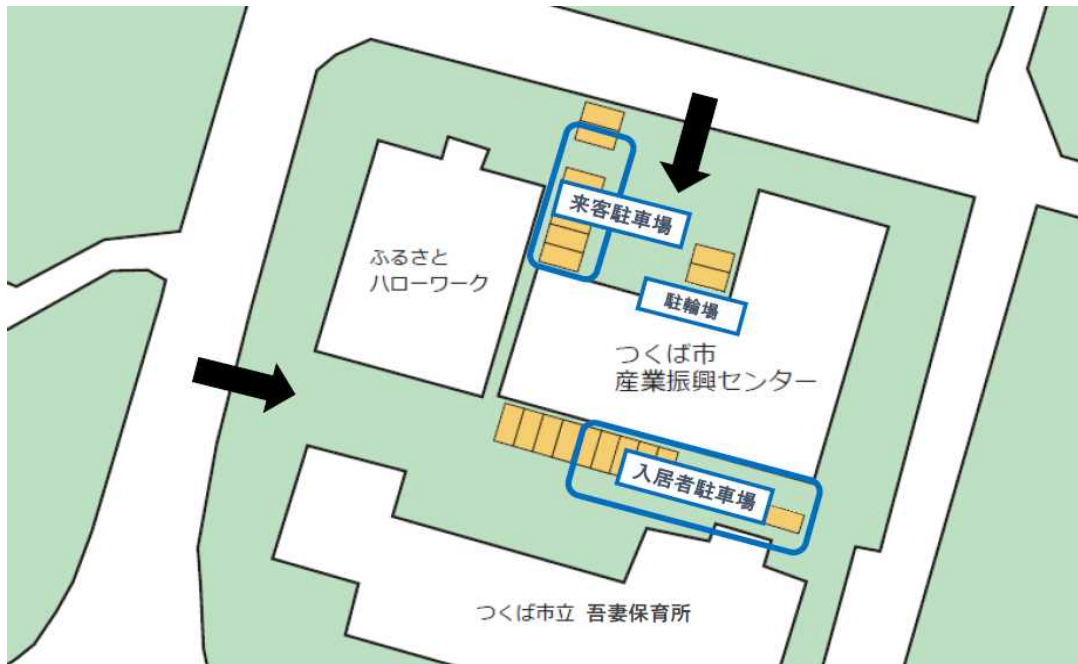 来客駐車場
ふるさと
ハローワーク
駐輪場
つくば市
産業振興センター
入居者駐車場
つくば市立 吾妻保育所